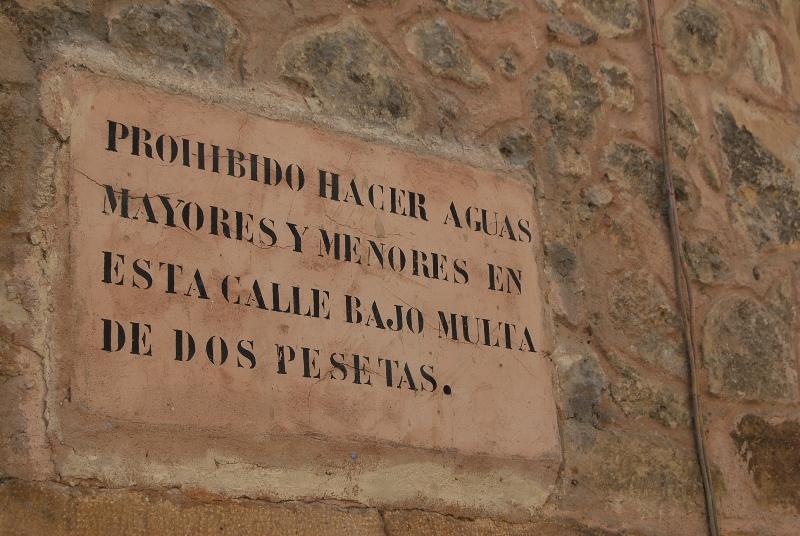 PROHIBIDO HACER AGUAS
MAYORES Y MENORES EN
ESTA CALLE BAJO MULTA
DE DOS PESETAS.